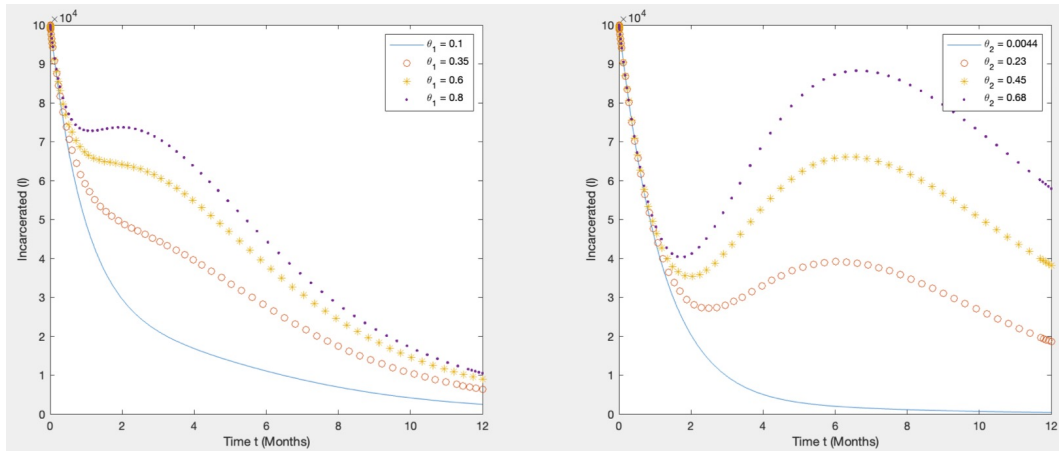 ×10⁴
10
9
8
7
6
5
4
3
2
1
0
Incarcerated (I)
θ₁ = 0.1
θ₁ = 0.35
θ₁ = 0.6
θ₁ = 0.8
0 2 4 6 8 10 12
Time t (Months)
×10⁴
10
9
8
7
6
5
4
3
2
1
0
Incarcerated (I)
θ₂ = 0.0044
θ₂ = 0.23
θ₂ = 0.45
θ₂ = 0.68
0 2 4 6 8 10 12
Time t (Months)